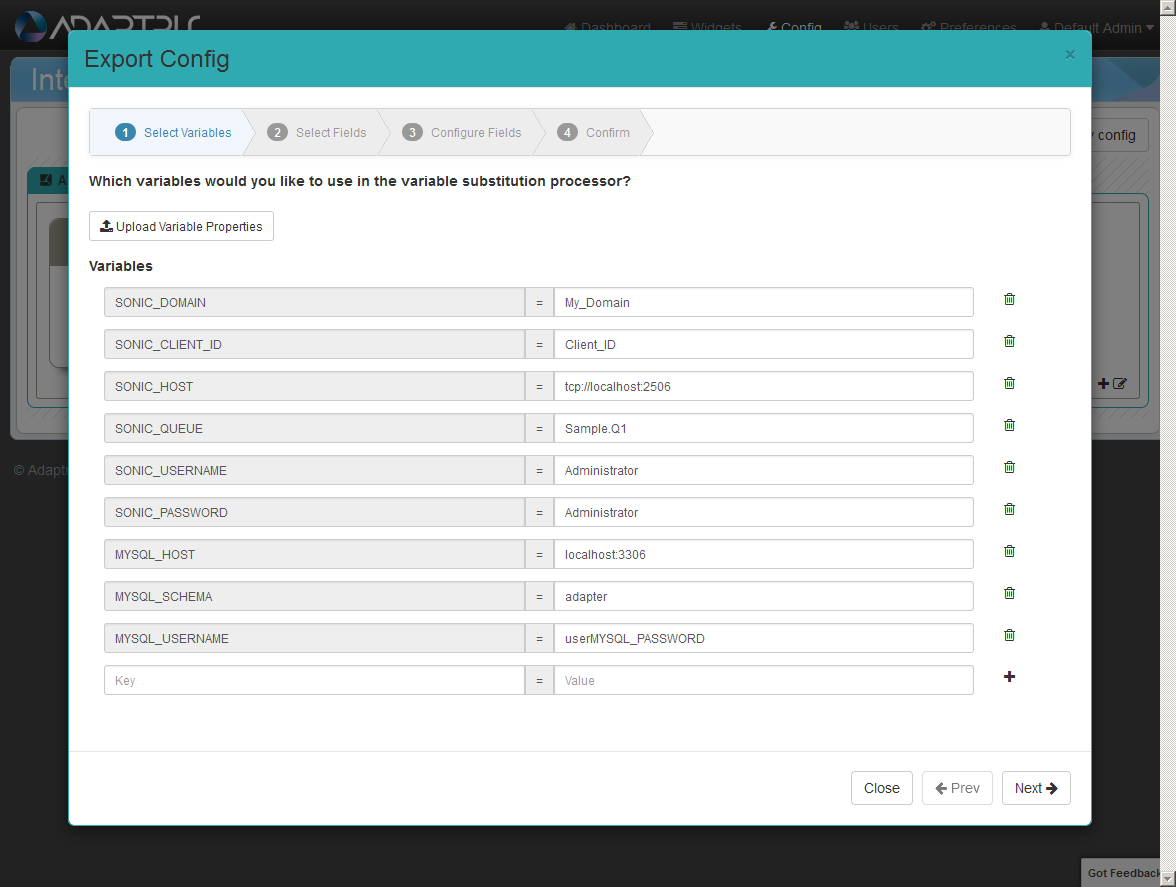 ADAPTRIS
Dashboard Widgets Config Users Preferences Default Admin
Export Config ×
Inte
config
1 Select Variables 2 Select Fields 3 Configure Fields 4 Confirm
A
Which variables would you like to use in the variable substitution processor?
Upload Variable Properties
Variables
SONIC_DOMAIN = My_Domain
SONIC_CLIENT_ID = Client_ID
SONIC_HOST = tcp://localhost:2506
SONIC_QUEUE = Sample.Q1
SONIC_USERNAME = Administrator
© Adaptr
SONIC_PASSWORD = Administrator
MYSQL_HOST = localhost:3306
MYSQL_SCHEMA = adapter
MYSQL_USERNAME = userMYSQL_PASSWORD
Key = Value
Close Prev Next
Got Feedback